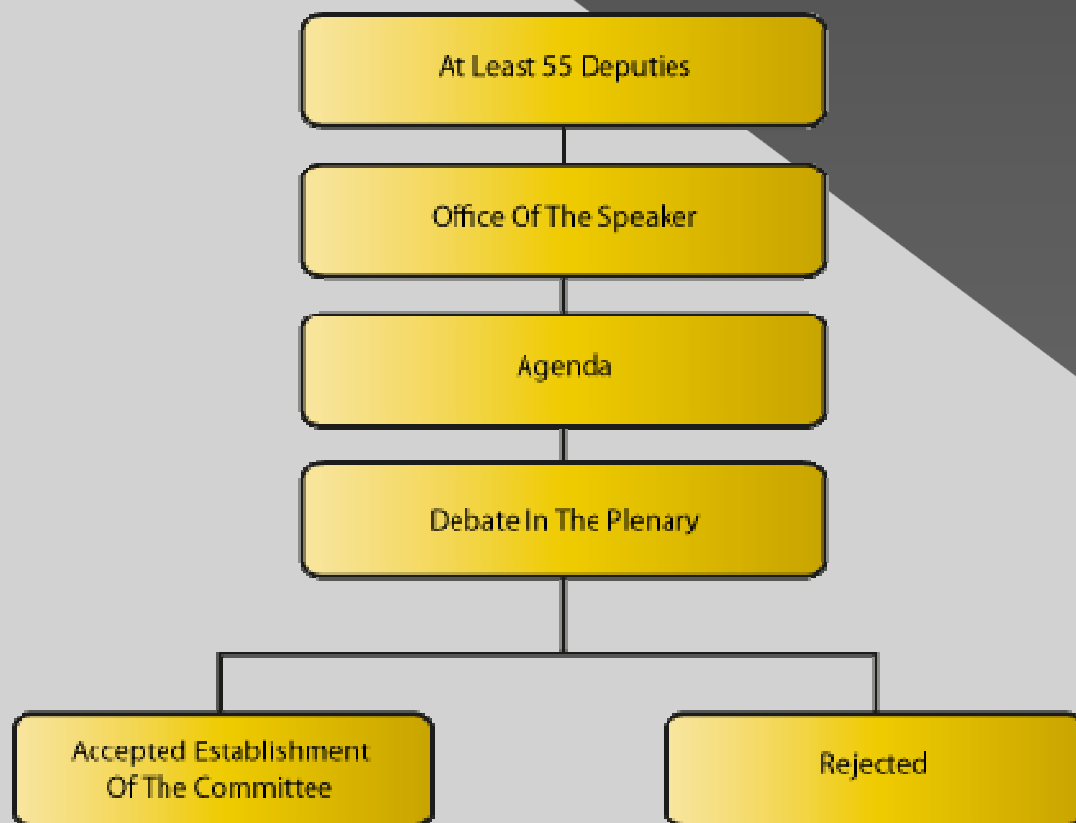 At Least 55 Deputies
Office Of The Speaker
Agenda
Debate In The Plenary
Accepted Establishment
Of The Committee
Rejected